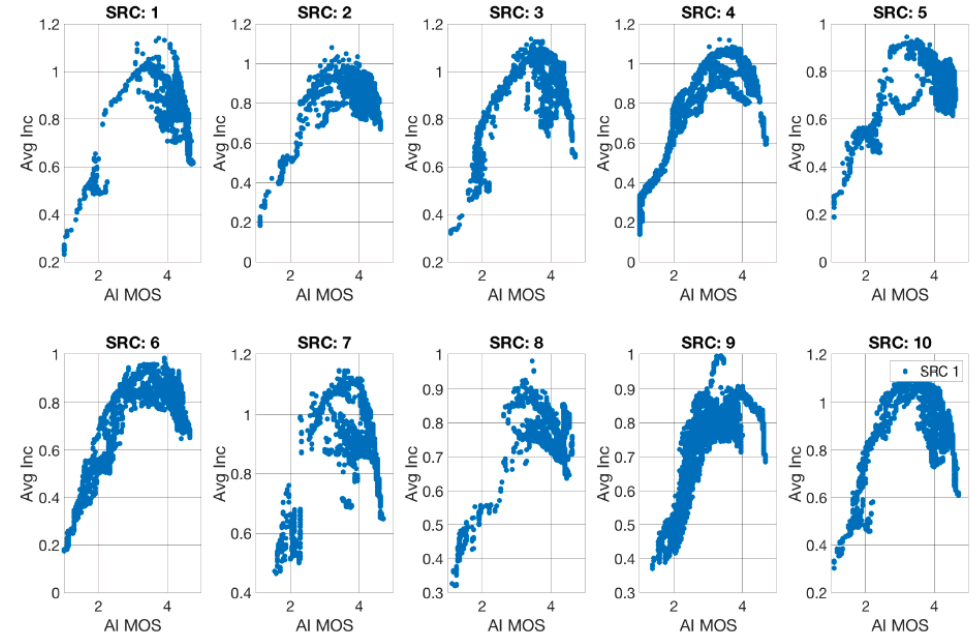 SRC: 1 SRC: 2 SRC: 3 SRC: 4 SRC: 5
1.2 1.2 1.2 1.2 1
1 1 1 1 0.8
0.8 0.8 0.8 0.8 0.6
0.6 0.6 0.6 0.6 0.4
0.4 0.4 0.4 0.4 0.2
0.2 0 0.2 0.2 0
0.2 0
Avg Inc Avg Inc Avg Inc Avg Inc Avg Inc
2 4 2 4 2 4 2 4 2 4
AI MOS AI MOS AI MOS AI MOS AI MOS
SRC: 6 SRC: 7 SRC: 8 SRC: 9 SRC: 10
1 1.2 1 1 1.2
SRC 1
0.8 1 0.9 0.9 1
0.6 0.8 0.8 0.8 0.8
0.4 0.6 0.7 0.7 0.6
0.2 0.4 0.6 0.6 0.4
0 0.5 0.5 0.2
0.4 0.4
0.3 0.3
Avg Inc Avg Inc Avg Inc Avg Inc Avg Inc
2 4 2 4 2 4 2 4 2 4
AI MOS AI MOS AI MOS AI MOS AI MOS